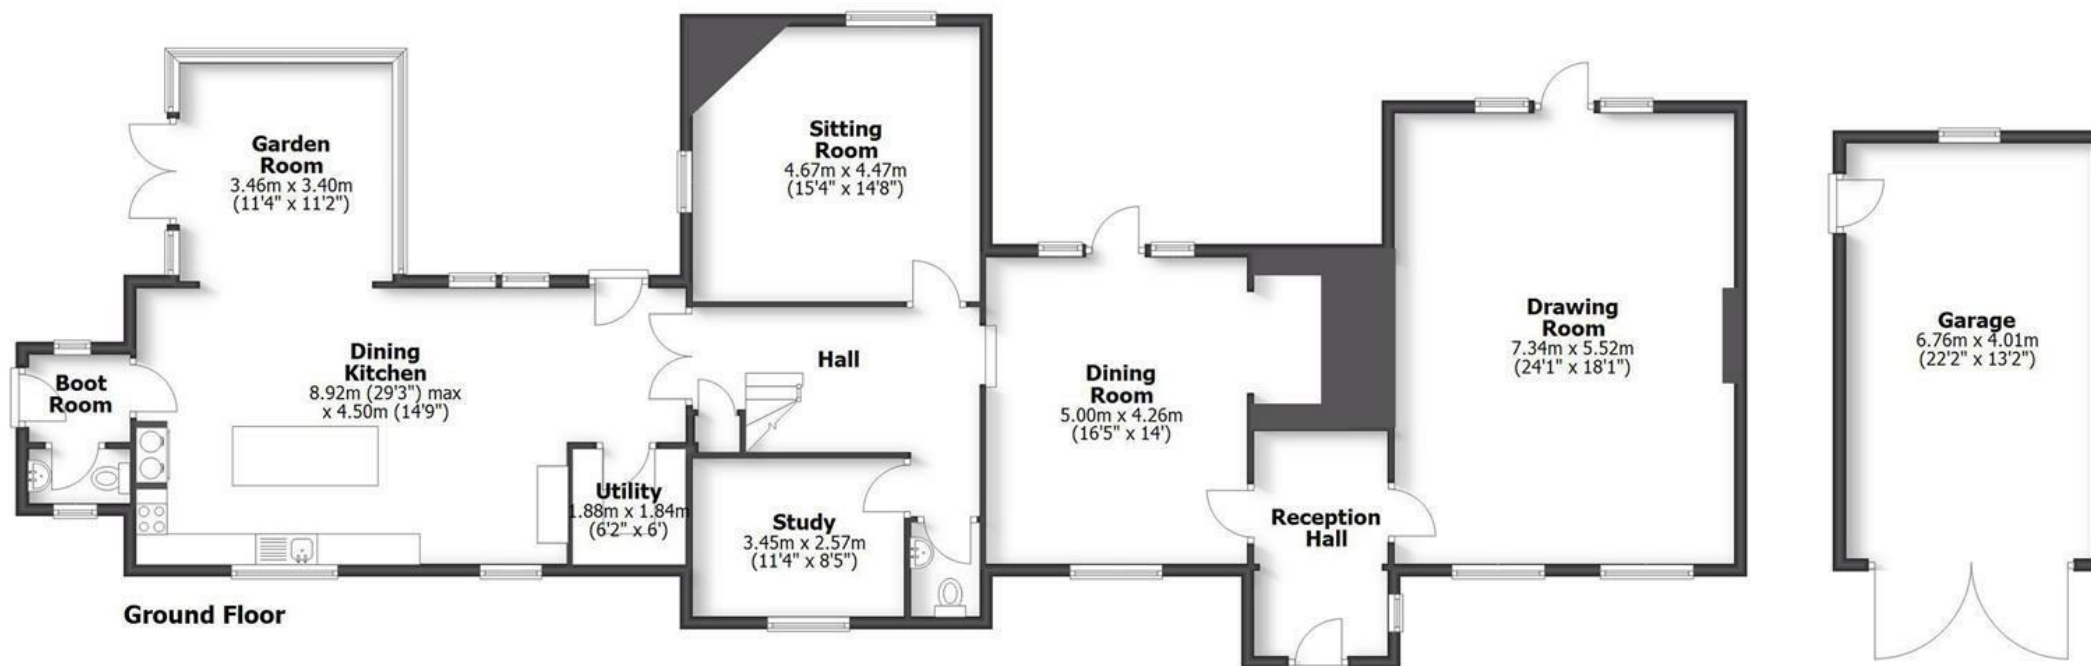 Garden
Room
3.46m x 3.40m
(11'4" x 11'2")
Sitting
Room
4.67m x 4.47m
(15'4" x 14'8")
Boot
Room
Dining
Kitchen
8.92m (29'3") max
x 4.50m (14'9")
Hall
Utility
1.88m x 1.84m
(6'2" x 6')
Study
3.45m x 2.57m
(11'4" x 8'5")
Dining
Room
5.00m x 4.26m
(16'5" x 14')
Reception
Hall
Drawing
Room
7.34m x 5.52m
(24'1" x 18'1")
Garage
6.76m x 4.01m
(22'2" x 13'2")
Ground Floor